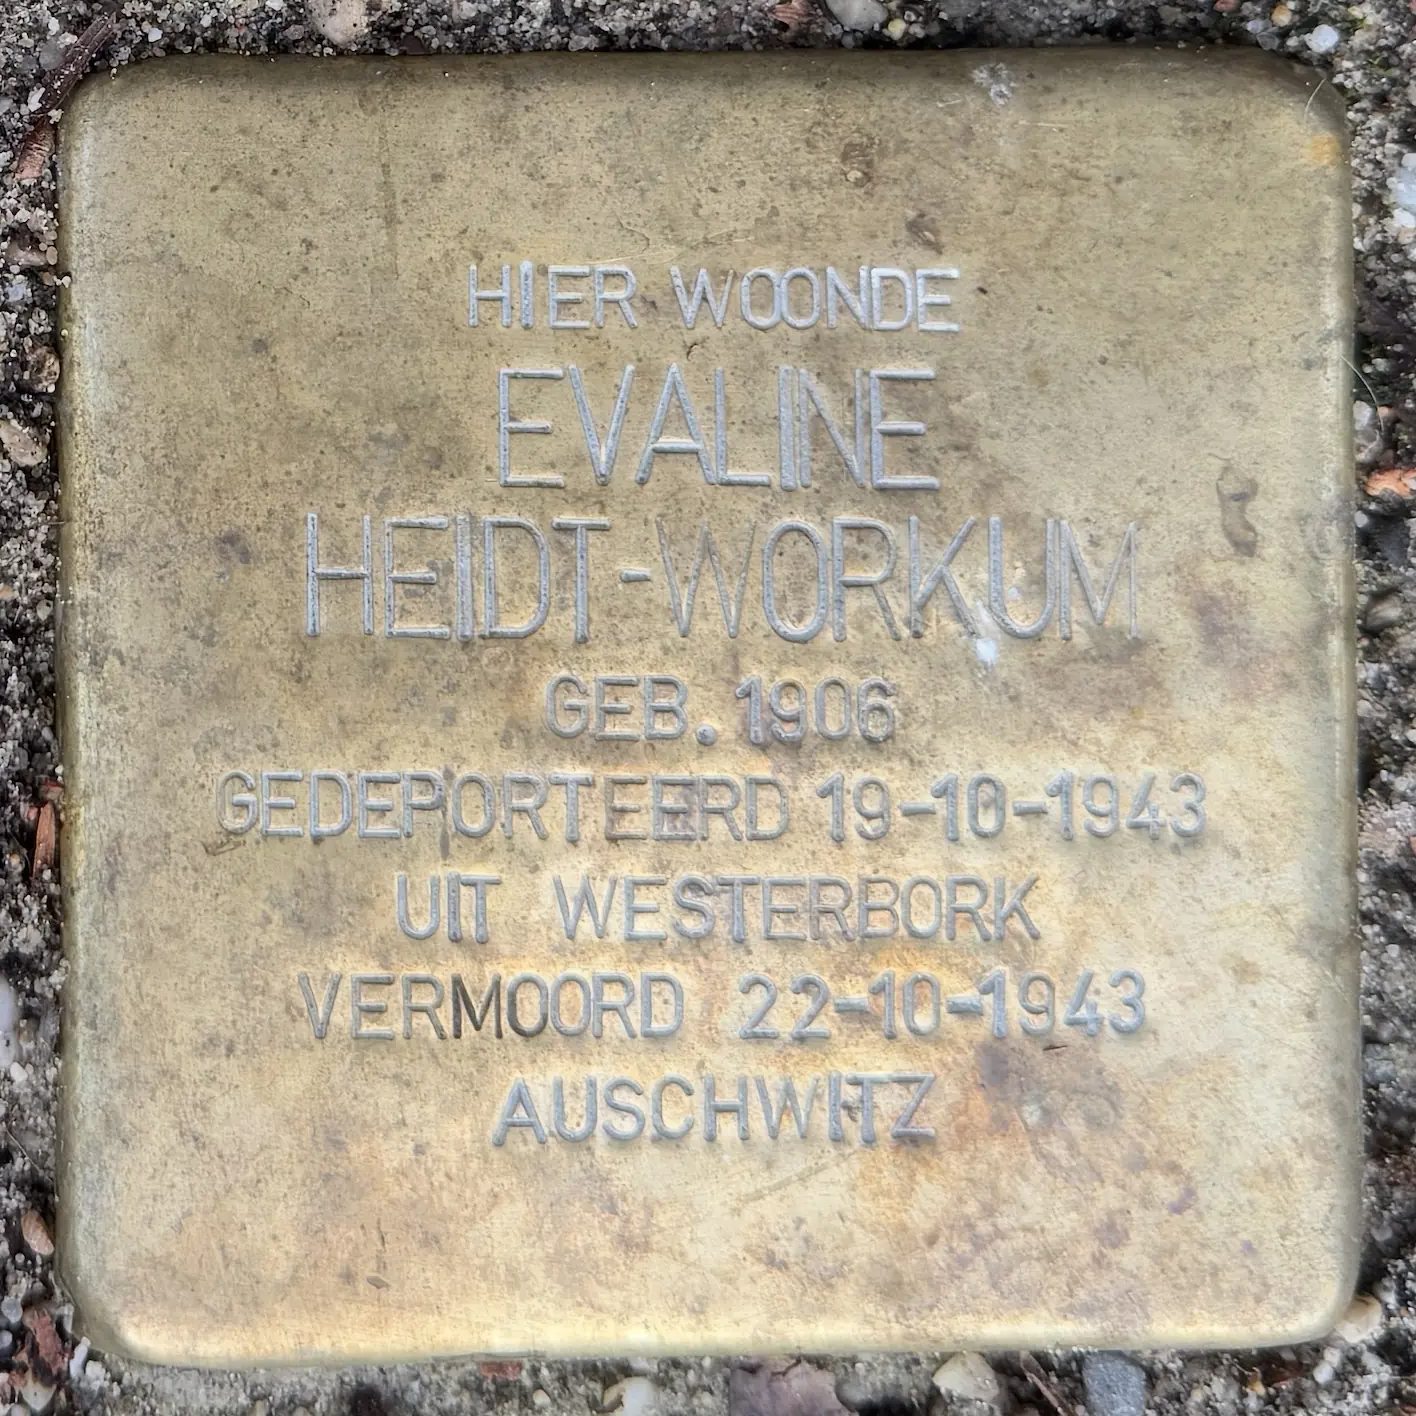 HIER WOONDE
EVALINE
HEIDT-WORKUM
GEB. 1906
GEDEPORTEERD 19-10-1943
UIT WESTERBORK
VERMOORD 22-10-1943
AUSCHWITZ